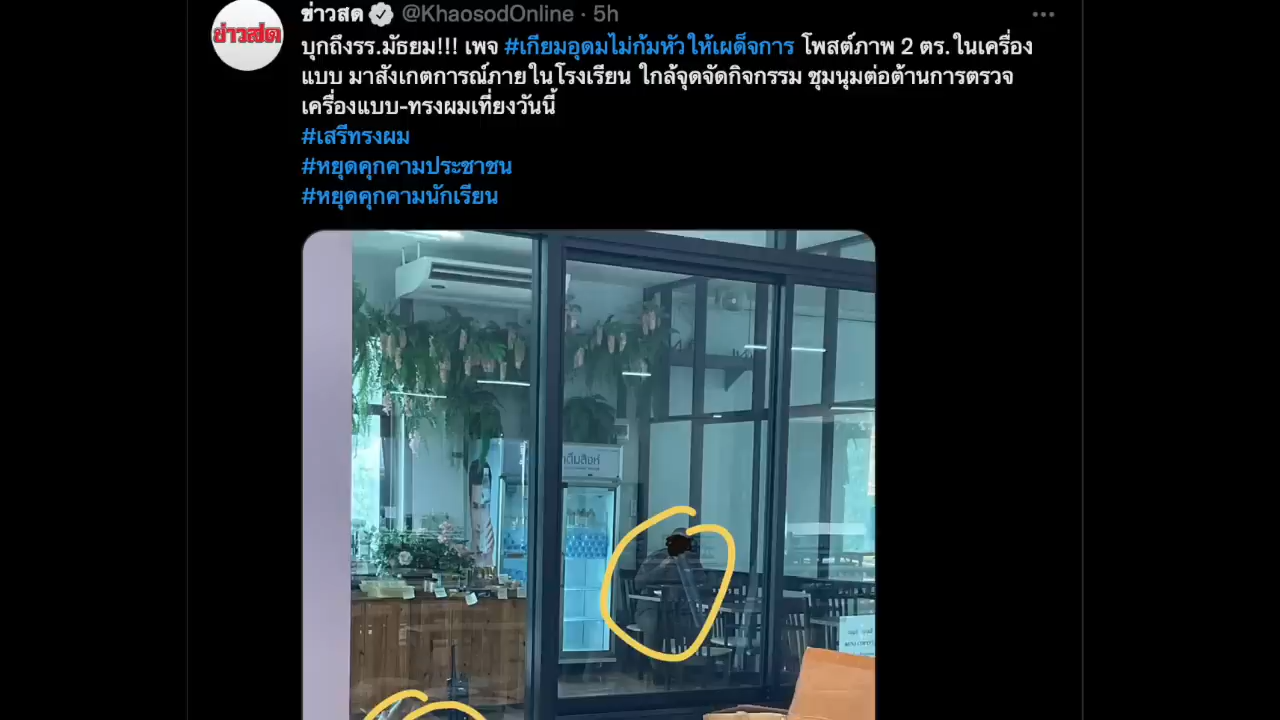 ข่าวสด
ข่าวสด @KhaosodOnline · 5h
บุกถึงรร.มัธยม!!! เพจ #เกียมอุดมไม่ก้มหัวให้เผด็จการ โพสต์ภาพ 2 ตร. ในเครื่อง
แบบ มาสังเกตการณ์ภายในโรงเรียน ใกล้จุดจัดกิจกรรม ชุมนุมต่อต้านการตรวจ
เครื่องแบบ-ทรงผมเที่ยงวันนี้
#เสรีทรงผม
#หยุดคุกคามประชาชน
#หยุดคุกคามนักเรียน
ดื่มสิงห์